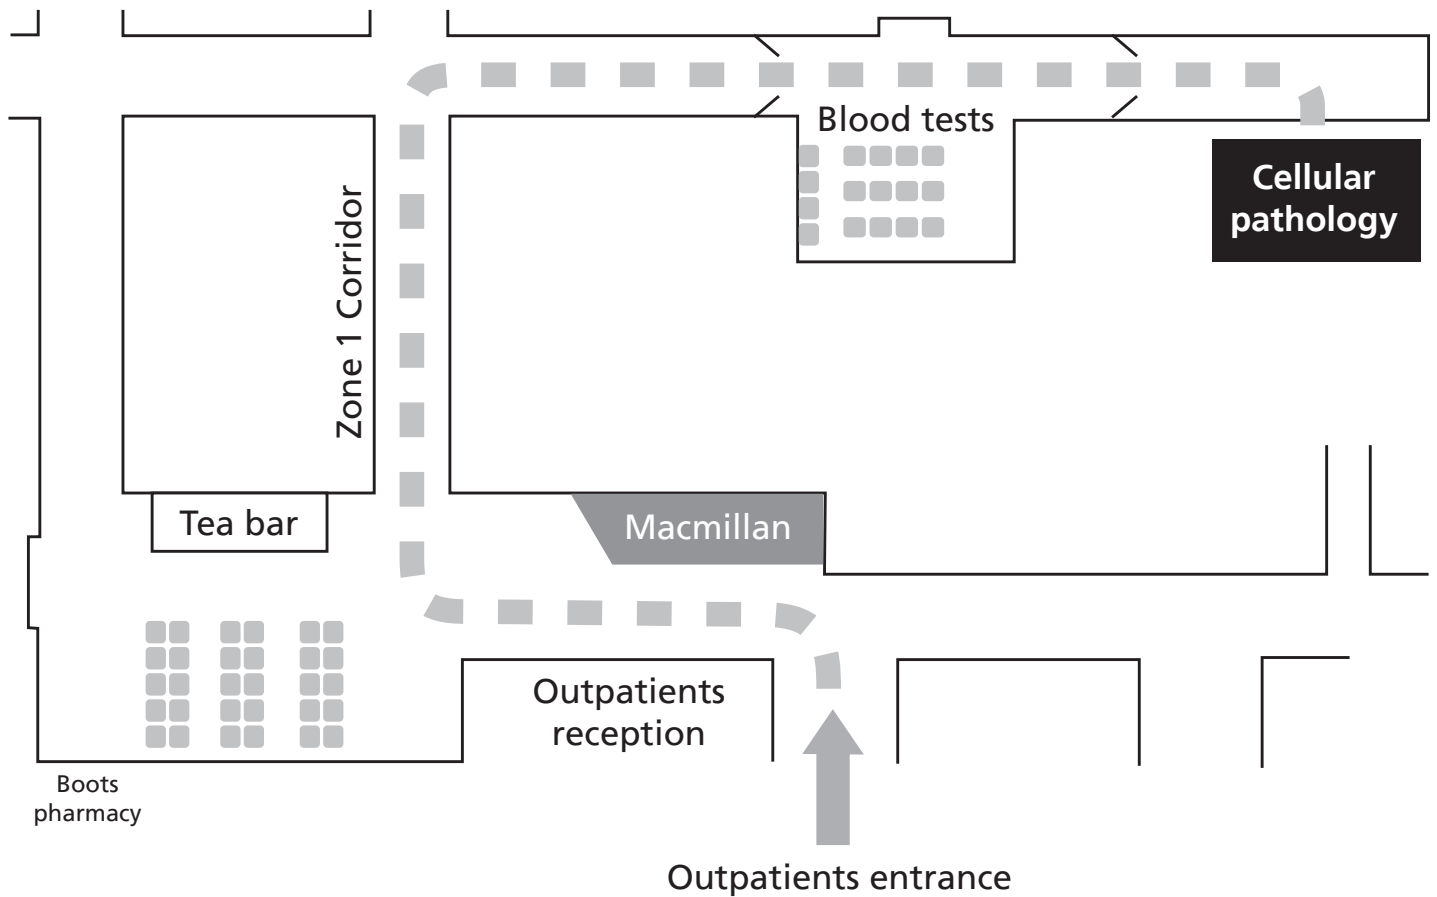 Blood tests
Cellular
pathology
Zone 1 Corridor
Tea bar
Macmillan
Outpatients
reception
Boots
pharmacy
Outpatients entrance